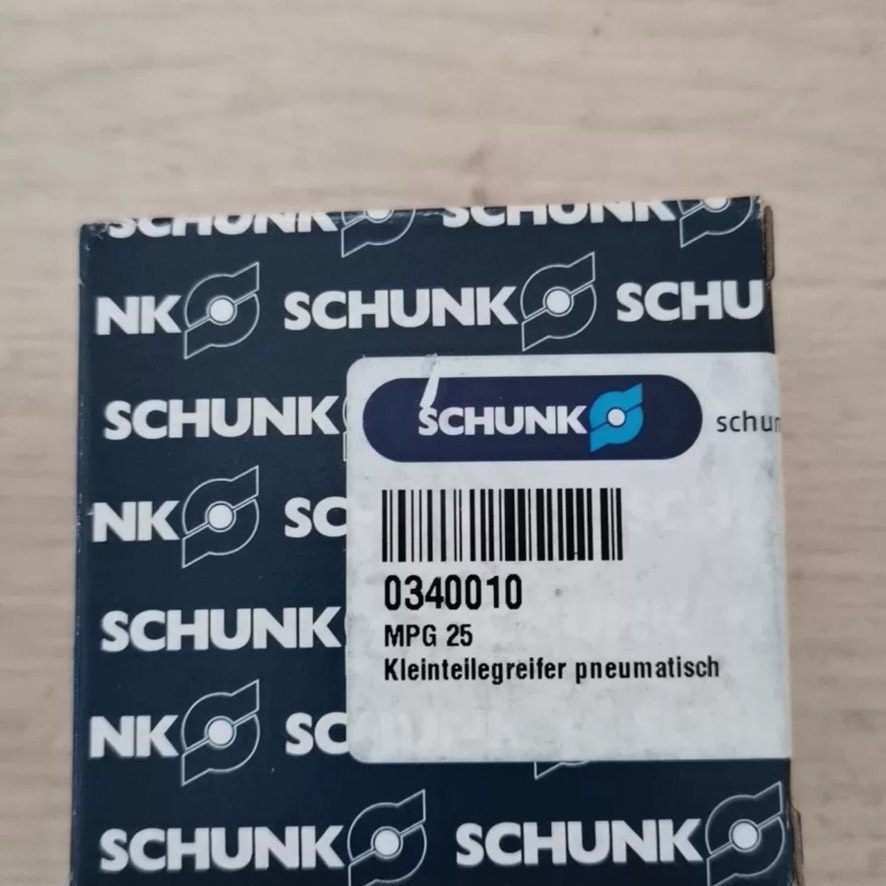 SCHUNK SCHUNK
NK SCHUNK SCHU
SCHUNK
SCHUNK schun
NK SC
0340010
SCHUNK
MPG 25
Kleinteilegreifer pneumatisch
NK SC
SCHUNK SCHUNK